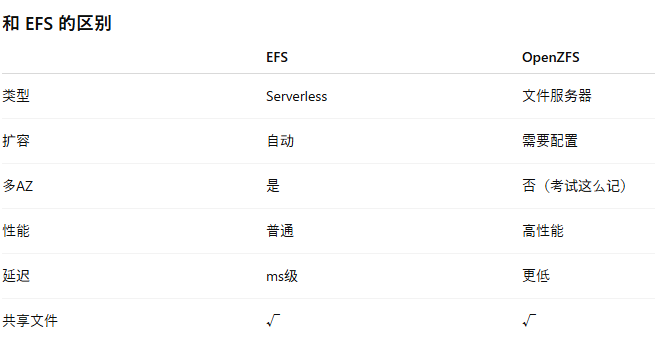 和 EFS 的区别
EFS OpenZFS
类型 Serverless 文件服务器
扩容 自动 需要配置
多AZ 是 否（考试这么记）
性能 普通 高性能
延迟 ms级 更低
共享文件 √ √